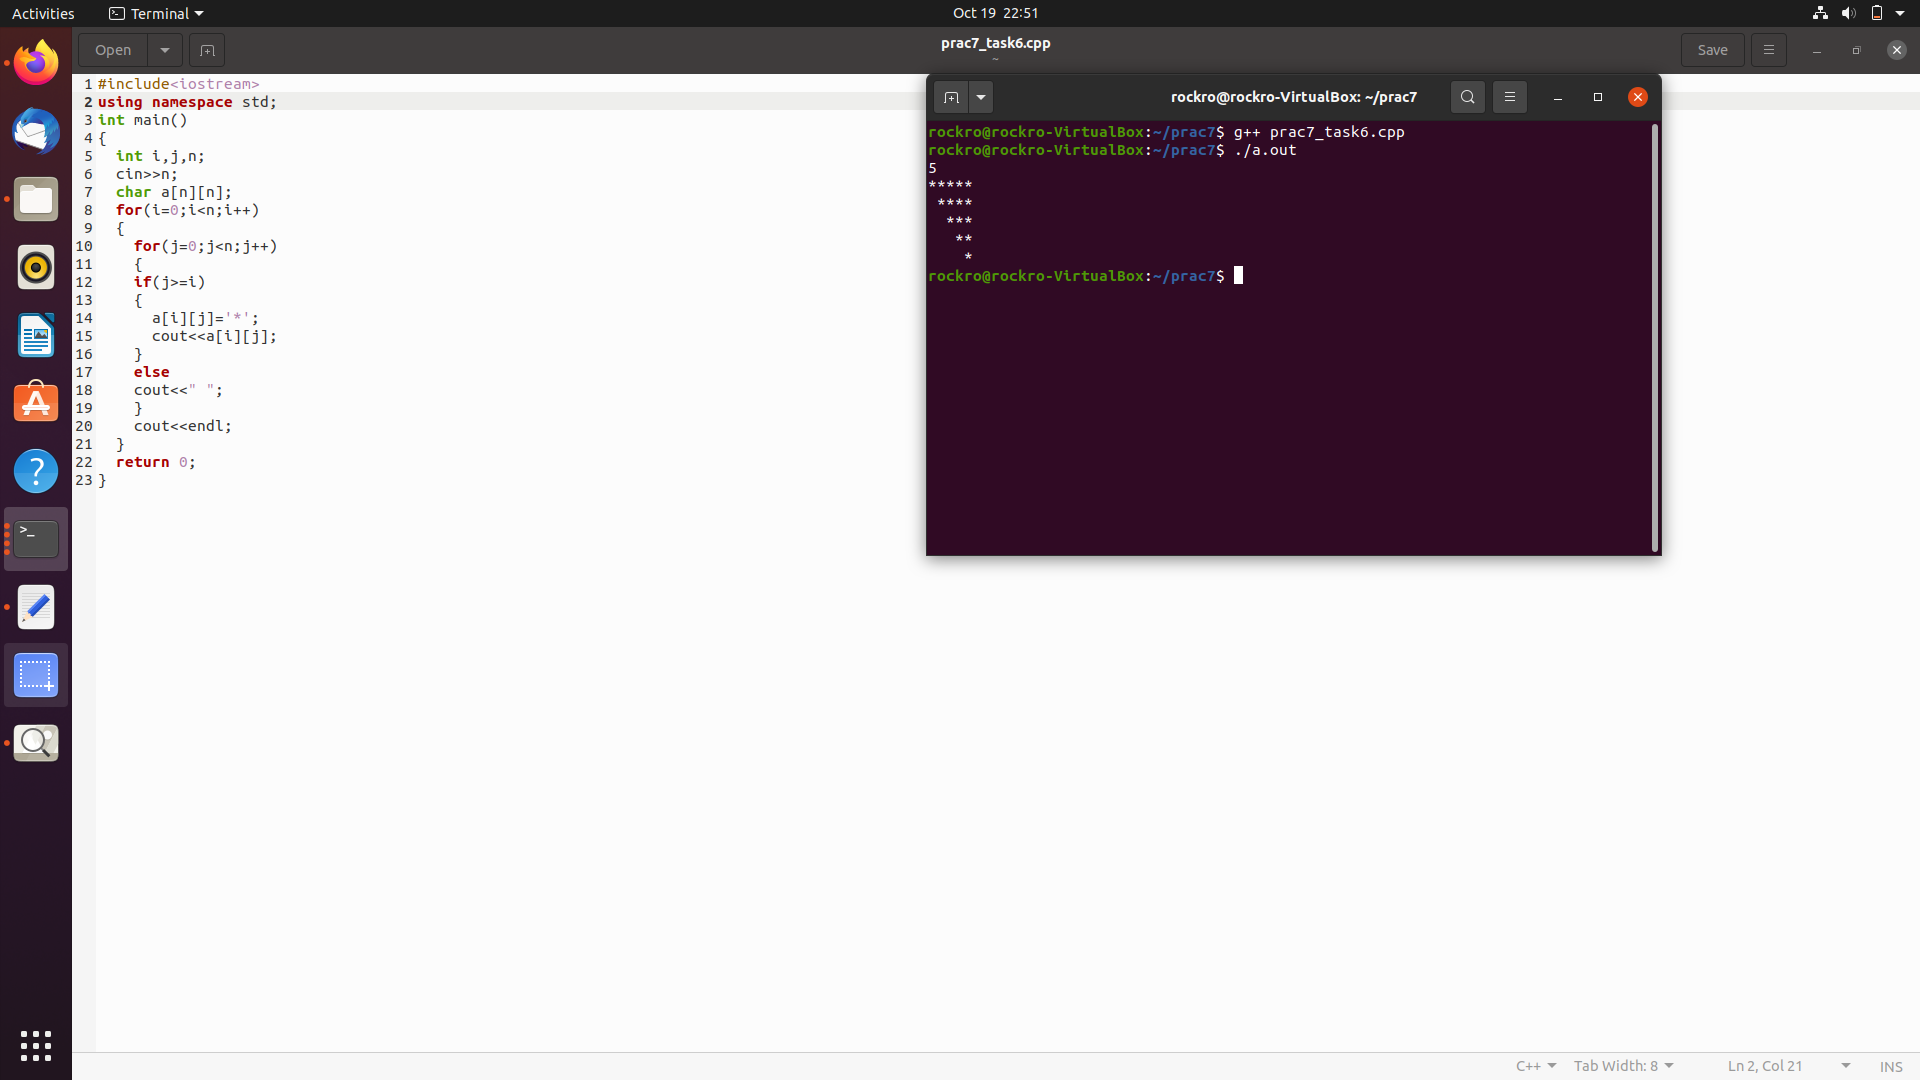 Activities
Terminal
Oct 19 22:51
Open
prac7_task6.cpp
~
Save
1 #include<iostream>
2 using namespace std;
3 int main()
4 {
5   int i,j,n;
6   cin>>n;
7   char a[n][n];
8   for(i=0;i<n;i++)
9   {
10     for(j=0;j<n;j++)
11     {
12     if(j>=i)
13     {
14       a[i][j]='*';
15       cout<<a[i][j];
16     }
17     else
18     cout<<" ";
19     }
20     cout<<endl;
21   }
22   return 0;
23 }
rockro@rockro-VirtualBox: ~/prac7
rockro@rockro-VirtualBox:~/prac7$ g++ prac7_task6.cpp
rockro@rockro-VirtualBox:~/prac7$ ./a.out
5
*****
 ****
  ***
   **
    *
rockro@rockro-VirtualBox:~/prac7$
C++
Tab Width: 8
Ln 2, Col 21
INS